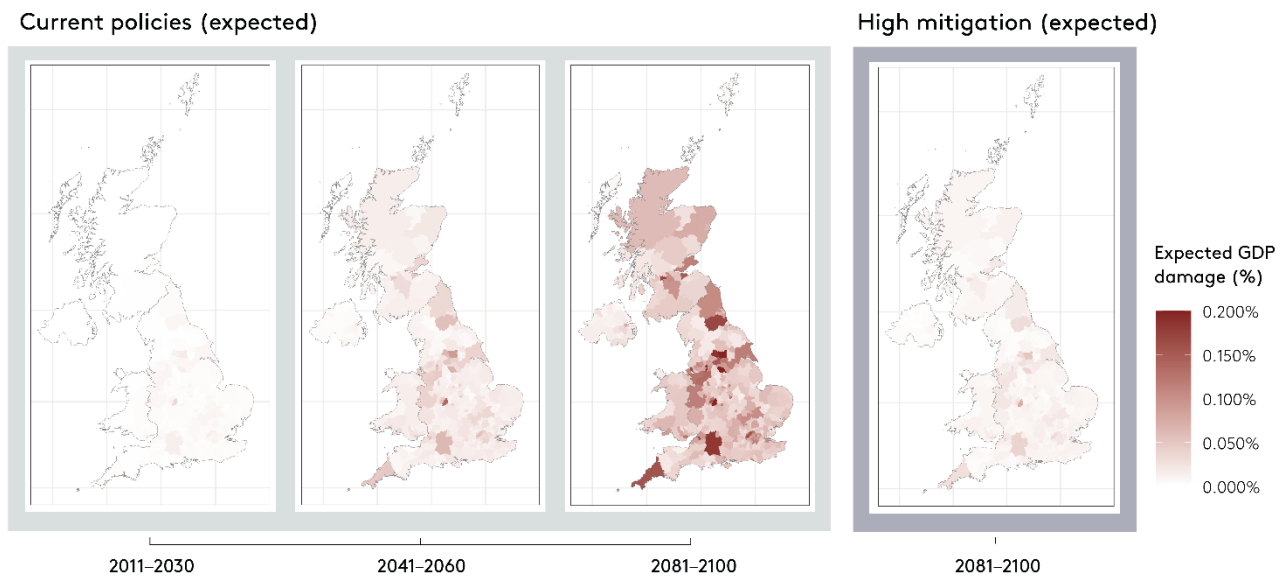 Current policies (expected)
High mitigation (expected)
Expected GDP
damage (%)
0.200%
0.150%
0.100%
0.050%
0.000%
2011–2030
2041–2060
2081–2100
2081–2100